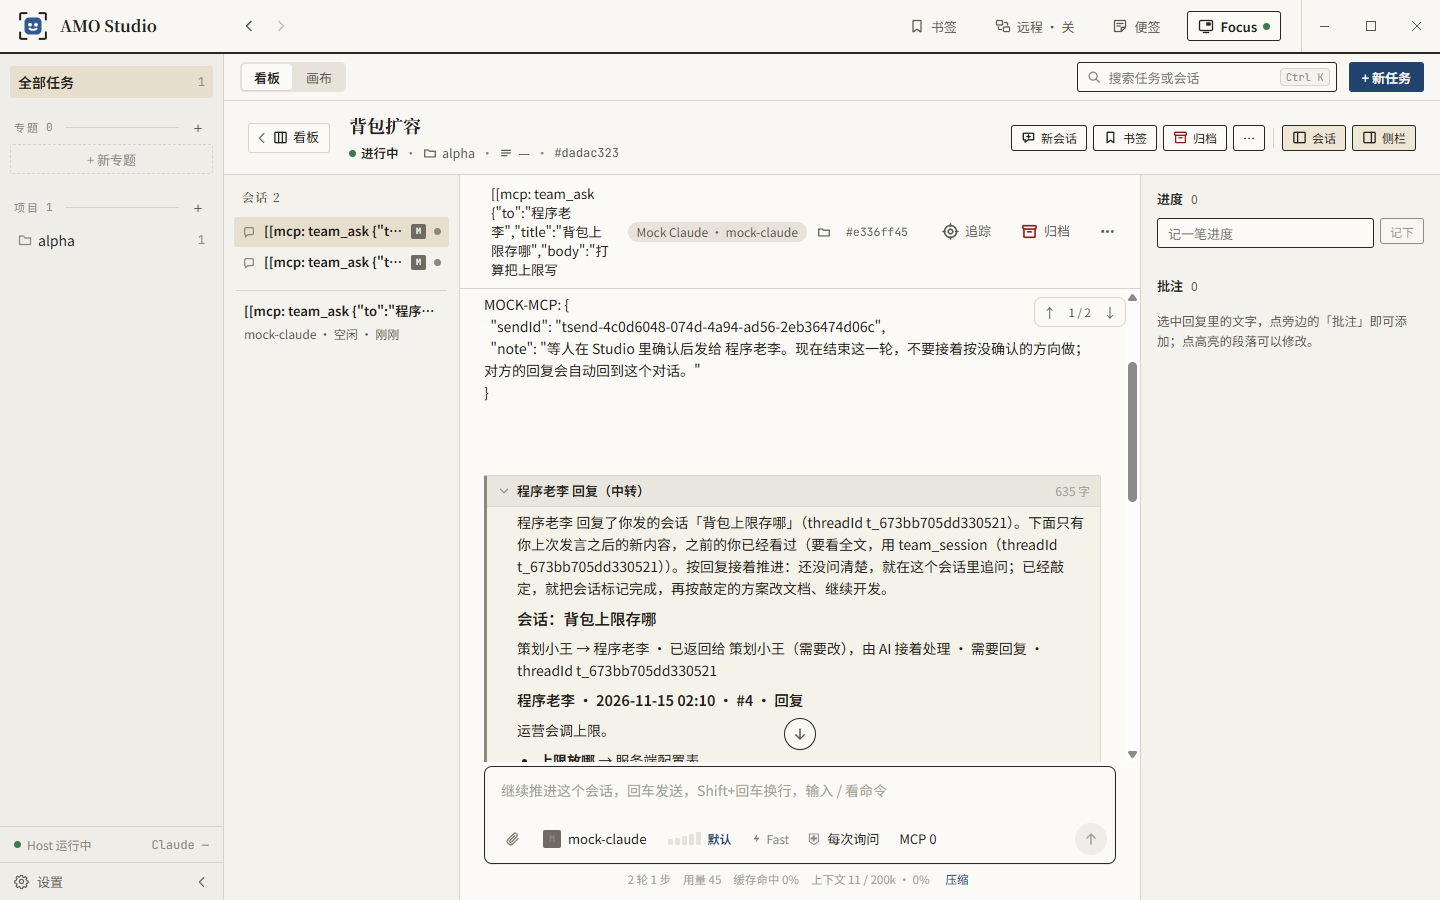 AMO Studio
书签
远程 · 关
便签
Focus
全部任务 1
看板
画布
搜索任务或会话
Ctrl K
+ 新任务
专题 0
+
+ 新专题
项目 1
+
alpha 1
看板
背包扩容
进行中 · alpha · — · #dadac323
新会话
书签
归档
···
会话
侧栏
会话 2
[[mcp: team_ask {"t··· M
[[mcp: team_ask {"t··· M
[[mcp: team_ask {"to":"程序···
mock-claude · 空闲 · 刚刚
[[mcp: team_ask
{"to":"程序老
李","title":"背包上
限存哪","body":"打
算把上限写
Mock Claude · mock-claude
#e336ff45
追踪
归档
···
MOCK-MCP: {
"sendId": "tsend-4c0d6048-074d-4a94-ad56-2eb36474d06c",
"note": "等人在 Studio 里确认后发给 程序老李。现在结束这一轮，不要接着按没确认的方向做；
对方的回复会自动回到这个对话。"
}
↑ 1 / 2 ↓
程序老李 回复（中转）
635 字
程序老李 回复了你发的会话「背包上限存哪」（threadId t_673bb705dd330521）。下面只有
你上次发言之后的新内容，之前的你已经看过（要看全文，用 team_session（threadId
t_673bb705dd330521））。按回复接着推进：还没问清楚，就在这个会话里追问；已经敲
定，就把会话标记完成，再按敲定的方案改文档、继续开发。
会话：背包上限存哪
策划小王 → 程序老李 · 已返回给 策划小王（需要改），由 AI 接着处理 · 需要回复 ·
threadId t_673bb705dd330521
程序老李 · 2026-11-15 02:10 · #4 · 回复
运营会调上限。
• 上限放哪 → 服务端配置表
继续推进这个会话，回车发送，Shift+回车换行，输入 / 看命令
M
mock-claude
默认
Fast
每次询问
MCP 0
2 轮 1 步 用量 45 缓存命中 0% 上下文 11 / 200k · 0% 压缩
进度 0
记一笔进度
记下
批注 0
选中回复里的文字，点旁边的「批注」即可添
加；点高亮的段落可以修改。
Host 运行中
Claude —
设置